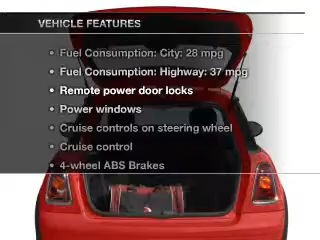 VEHICLE FEATURES
• Fuel Consumption: City: 28 mpg
• Fuel Consumption: Highway: 37 mpg
• Remote power door locks
• Power windows
• Cruise controls on steering wheel
• Cruise control
• 4-wheel ABS Brakes